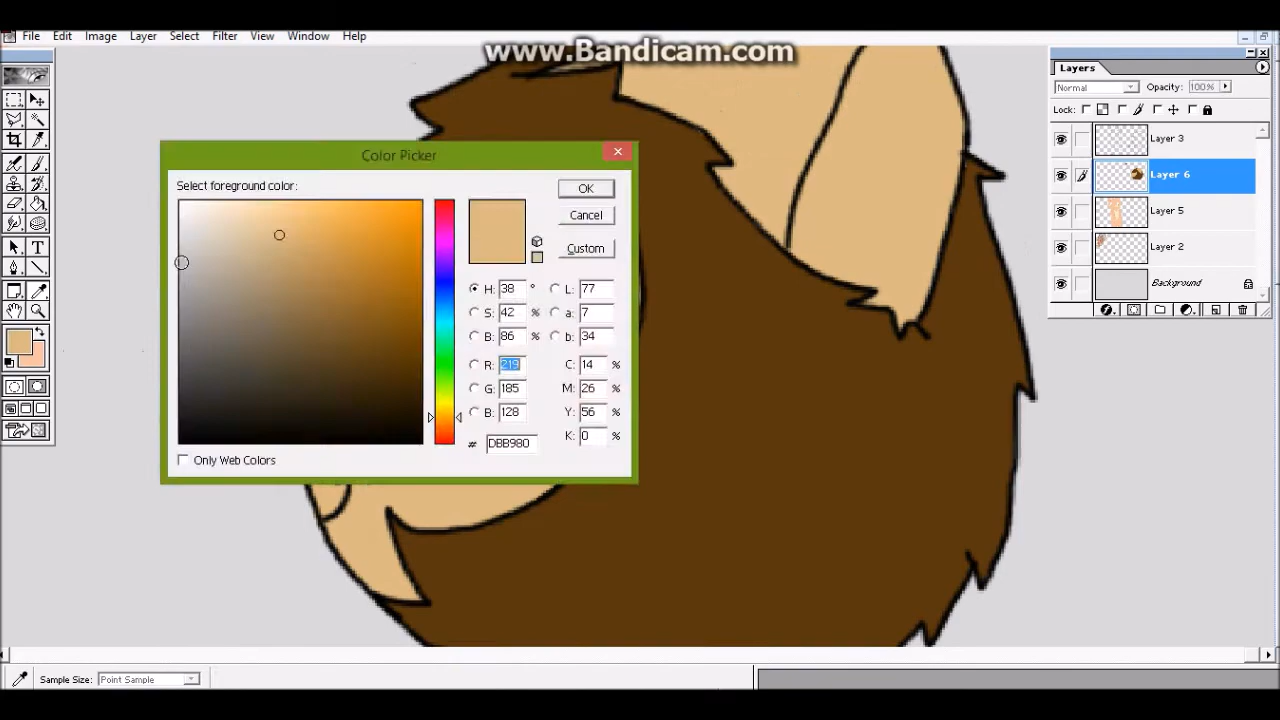 www.Bandicam.com
File Edit Image Layer Select Filter View Window Help
Color Picker
Select foreground color:
OK
Cancel
Custom
H: 38 °
S: 42 %
B: 86 %
R: 219
G: 185
B: 128
# DBB980
L: 77
a: 7
b: 34
C: 14 %
M: 26 %
Y: 56 %
K: 0 %
Only Web Colors
Layers
Normal Opacity: 100%
Lock:
Layer 3
Layer 6
Layer 5
Layer 2
Background
Sample Size: Point Sample